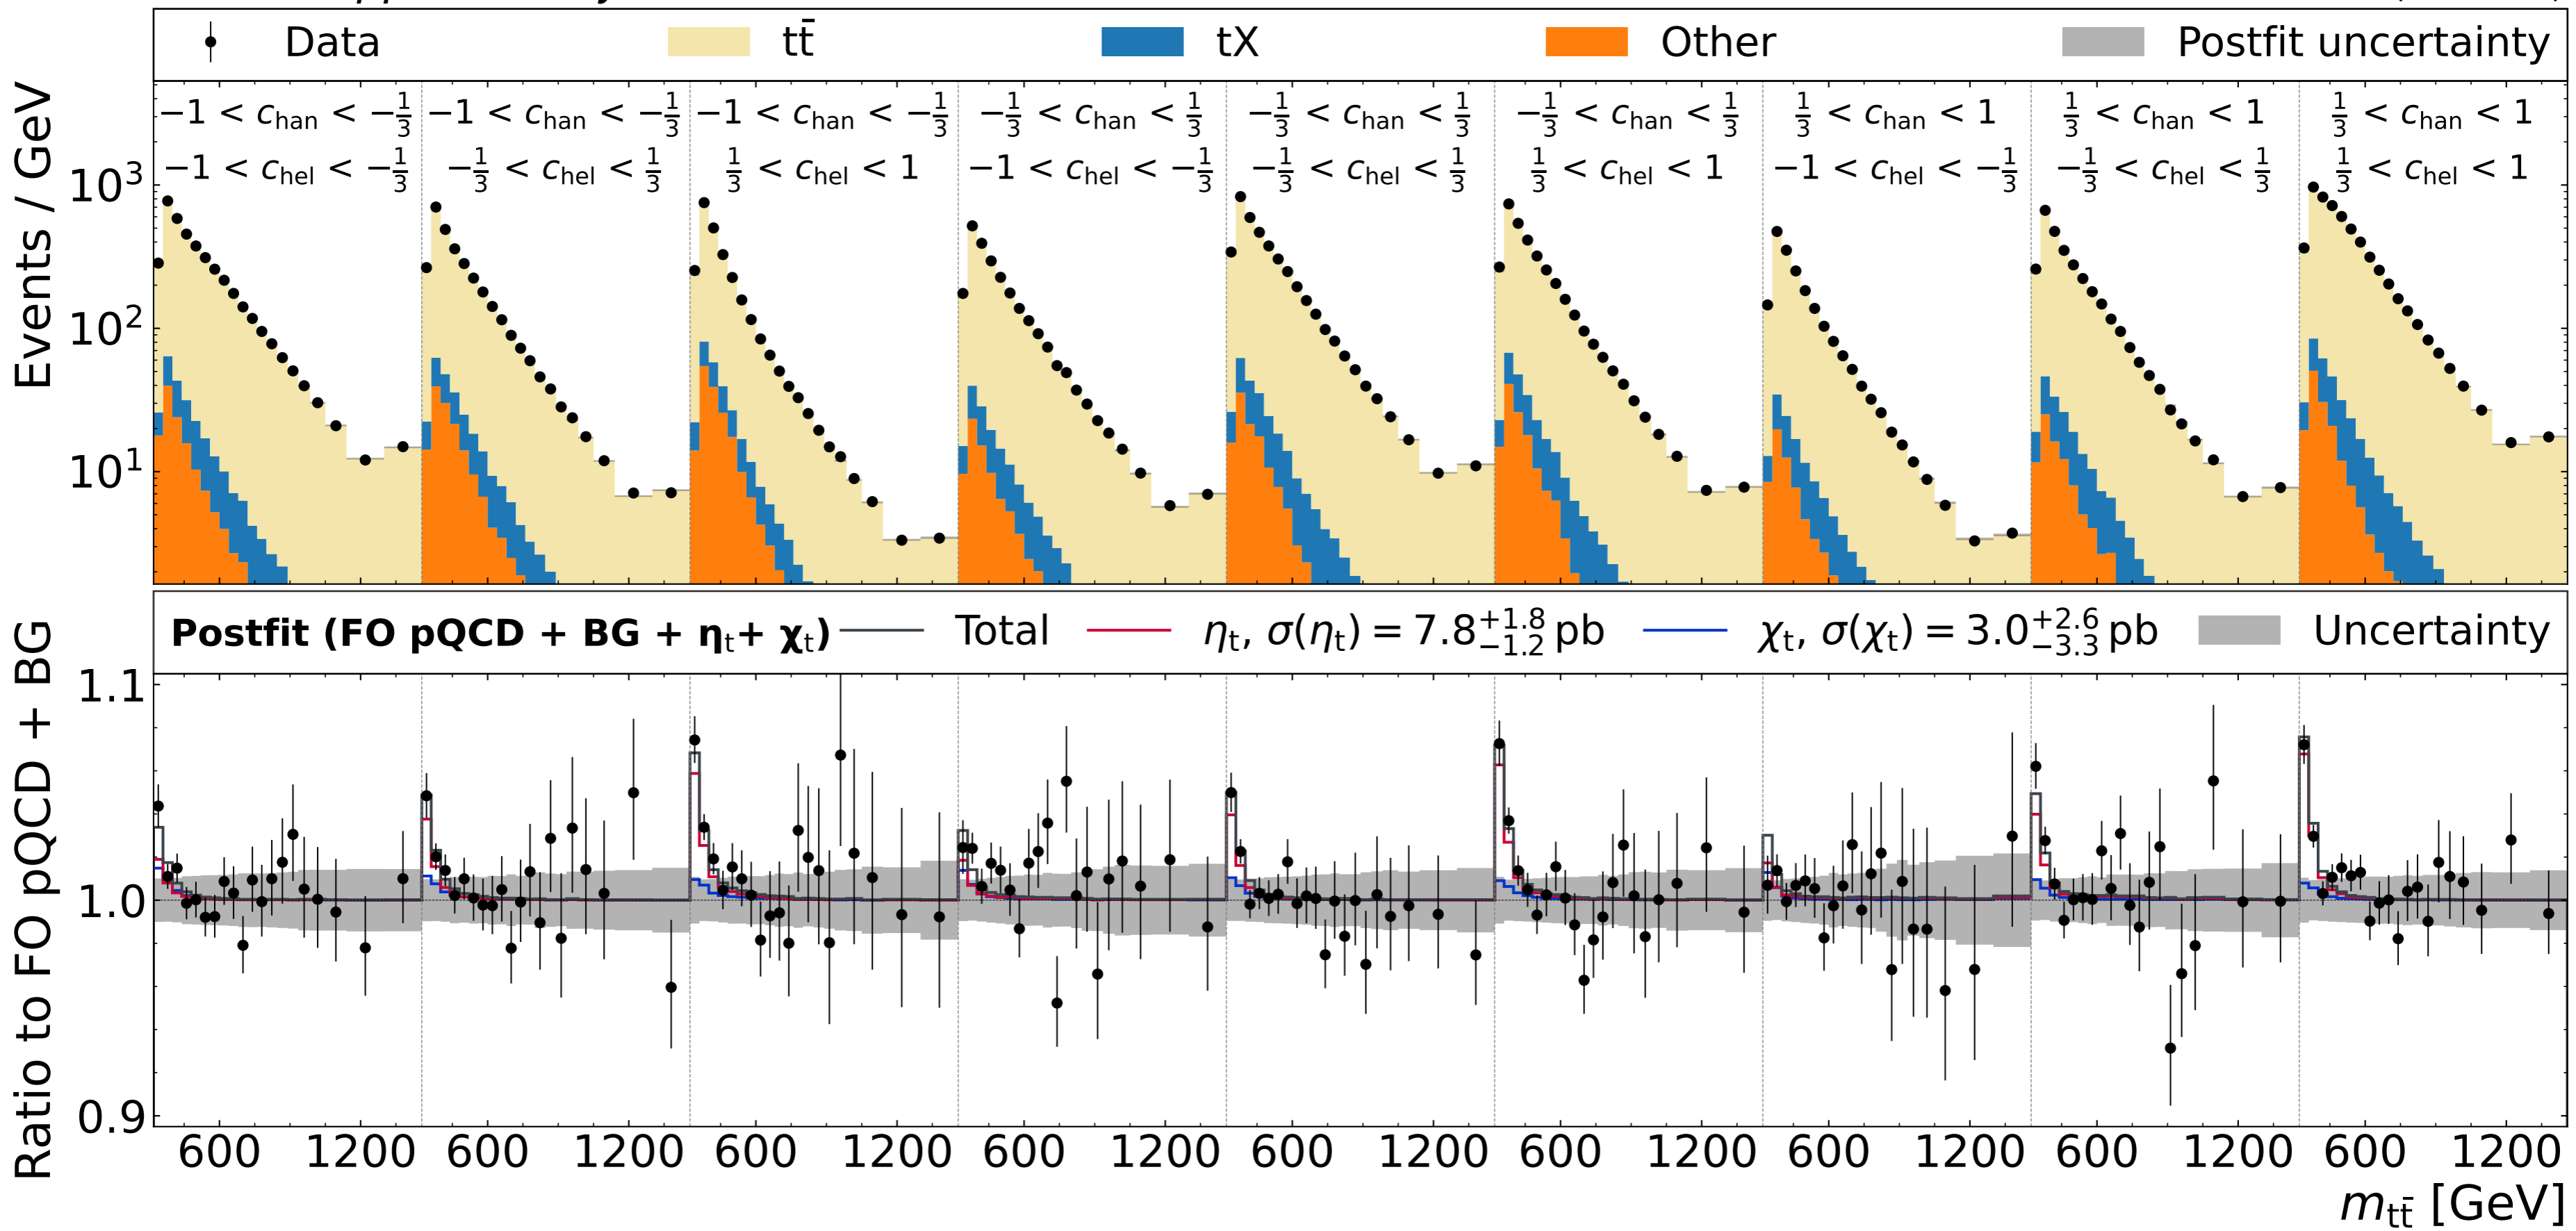 Data tt̄ tX Other Postfit uncertainty
Events / GeV
−1 < c_han < −1/3 −1 < c_han < −1/3 −1 < c_han < −1/3 −1/3 < c_han < 1/3 −1/3 < c_han < 1/3 −1/3 < c_han < 1/3 1/3 < c_han < 1 1/3 < c_han < 1 1/3 < c_han < 1
−1 < c_hel < −1/3 −1/3 < c_hel < 1/3 1/3 < c_hel < 1 −1 < c_hel < −1/3 −1/3 < c_hel < 1/3 1/3 < c_hel < 1 −1 < c_hel < −1/3 −1/3 < c_hel < 1/3 1/3 < c_hel < 1
10³
10²
10¹
Postfit (FO pQCD + BG + η_t + χ_t) Total η_t, σ(η_t) = 7.8 +1.8 −1.2 pb χ_t, σ(χ_t) = 3.0 +2.6 −3.3 pb Uncertainty
Ratio to FO pQCD + BG
1.1
1.0
0.9
600 1200 600 1200 600 1200 600 1200 600 1200 600 1200 600 1200 600 1200 600 1200
m_tt̄ [GeV]